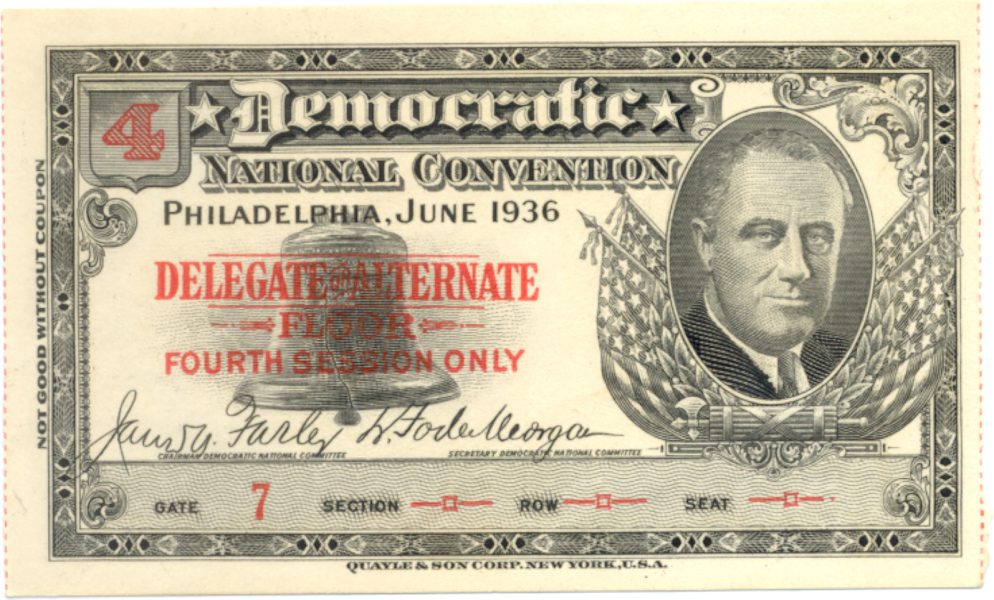 4
★Democratic★
NATIONAL CONVENTION
PHILADELPHIA, JUNE 1936
DELEGATE OR ALTERNATE
FLOOR
FOURTH SESSION ONLY
James A. Farley W. Forbes Morgan
CHAIRMAN DEMOCRATIC NATIONAL COMMITTEE SECRETARY DEMOCRATIC NATIONAL COMMITTEE
GATE 7 SECTION ROW SEAT
QUAYLE & SON CORP. NEW YORK, U.S.A.
NOT GOOD WITHOUT COUPON